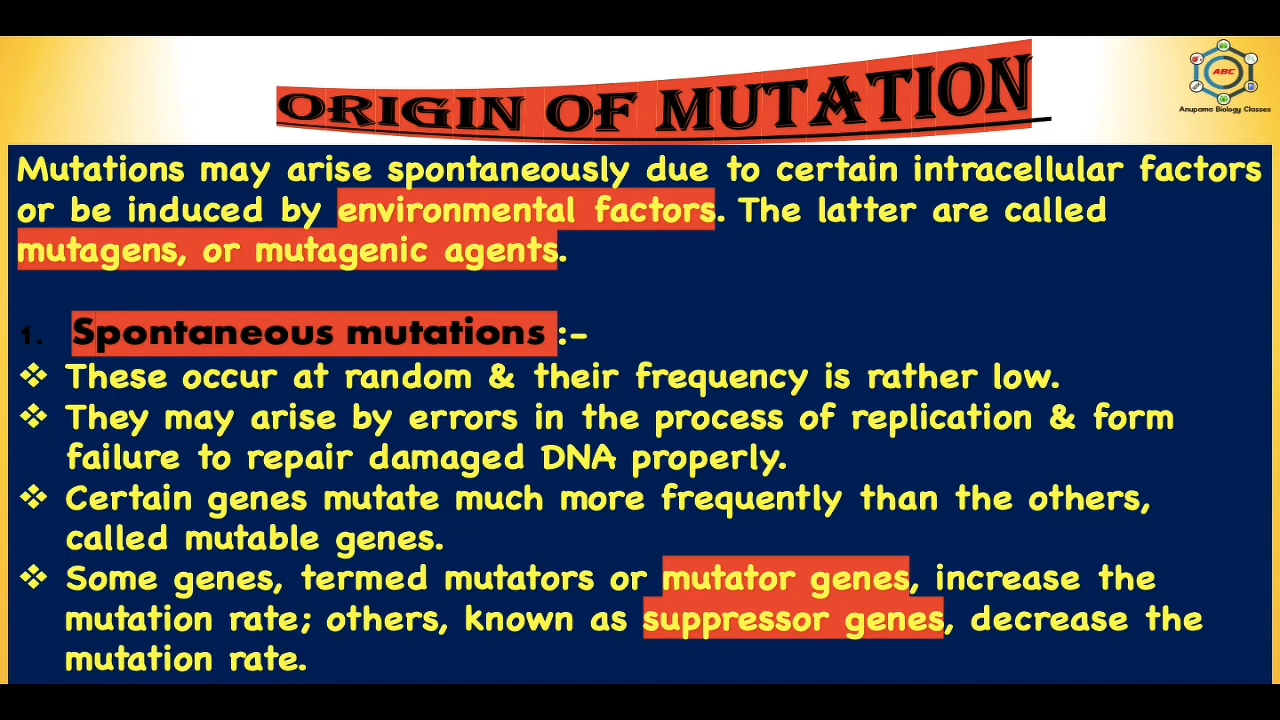 ORIGIN OF MUTATION
ABC
Anupama Biology Classes
Mutations may arise spontaneously due to certain intracellular factors
or be induced by environmental factors. The latter are called
mutagens, or mutagenic agents.
1. Spontaneous mutations :-
❖ These occur at random & their frequency is rather low.
❖ They may arise by errors in the process of replication & form
failure to repair damaged DNA properly.
❖ Certain genes mutate much more frequently than the others,
called mutable genes.
❖ Some genes, termed mutators or mutator genes, increase the
mutation rate; others, known as suppressor genes, decrease the
mutation rate.